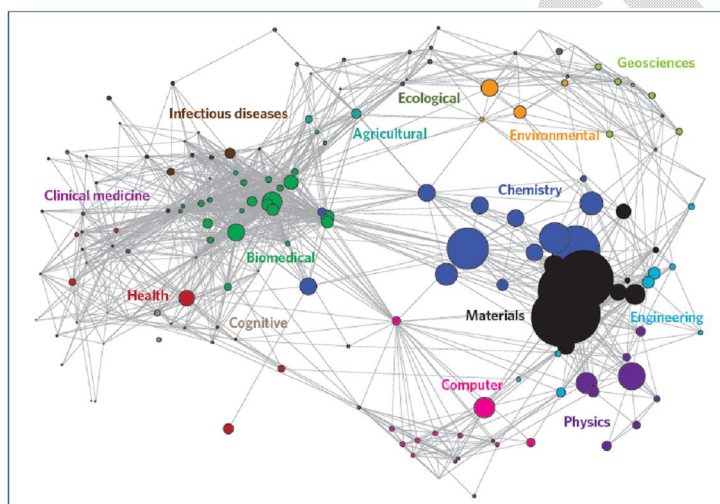 Geosciences
Ecological
Infectious diseases
Agricultural
Environmental
Clinical medicine
Chemistry
Biomedical
Health
Materials
Engineering
Cognitive
Computer
Physics